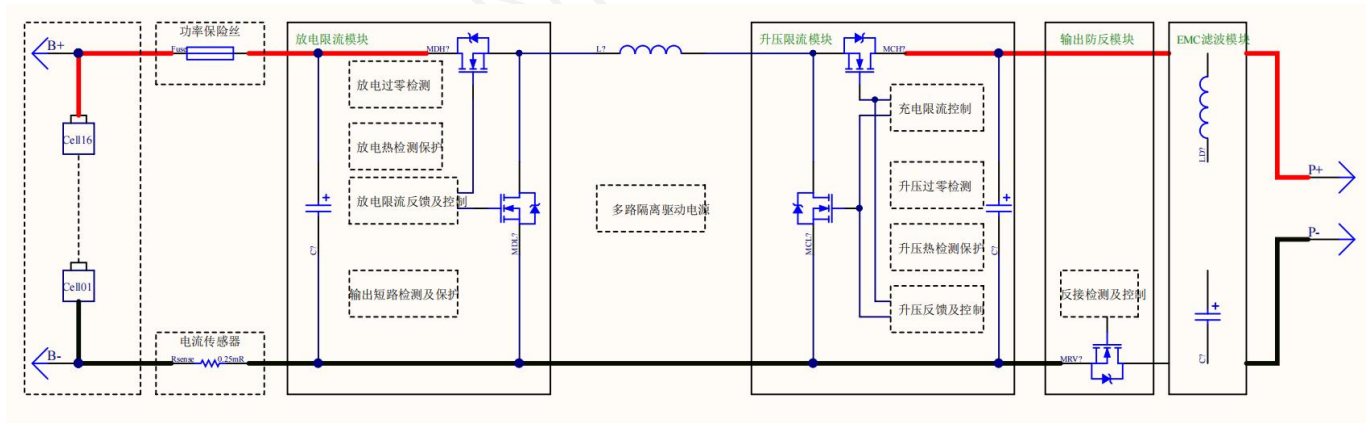 B+
功率保险丝
Fuse
放电限流模块
MDH?
L?
升压限流模块
MCH?
输出防反模块
EMC滤波模块
放电过零检测
充电限流控制
Cell16
放电热检测保护
LD?
升压过零检测
P+
放电限流反馈及控制
多路隔离驱动电源
C?
MDL?
MCL?
升压热检测保护
C?
P-
Cell01
输出短路检测及保护
升压反馈及控制
反接检测及控制
电流传感器
B-
Rsense
0.25mR
MRV?
C?